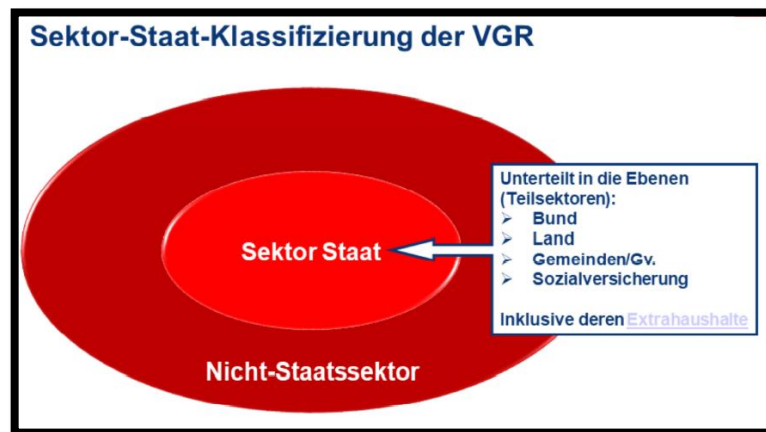 Sektor-Staat-Klassifizierung der VGR
Unterteilt in die Ebenen
(Teilsektoren):
➢ Bund
➢ Land
➢ Gemeinden/Gv.
➢ Sozialversicherung
Inklusive deren Extrahaushalte
Sektor Staat
Nicht-Staatssektor